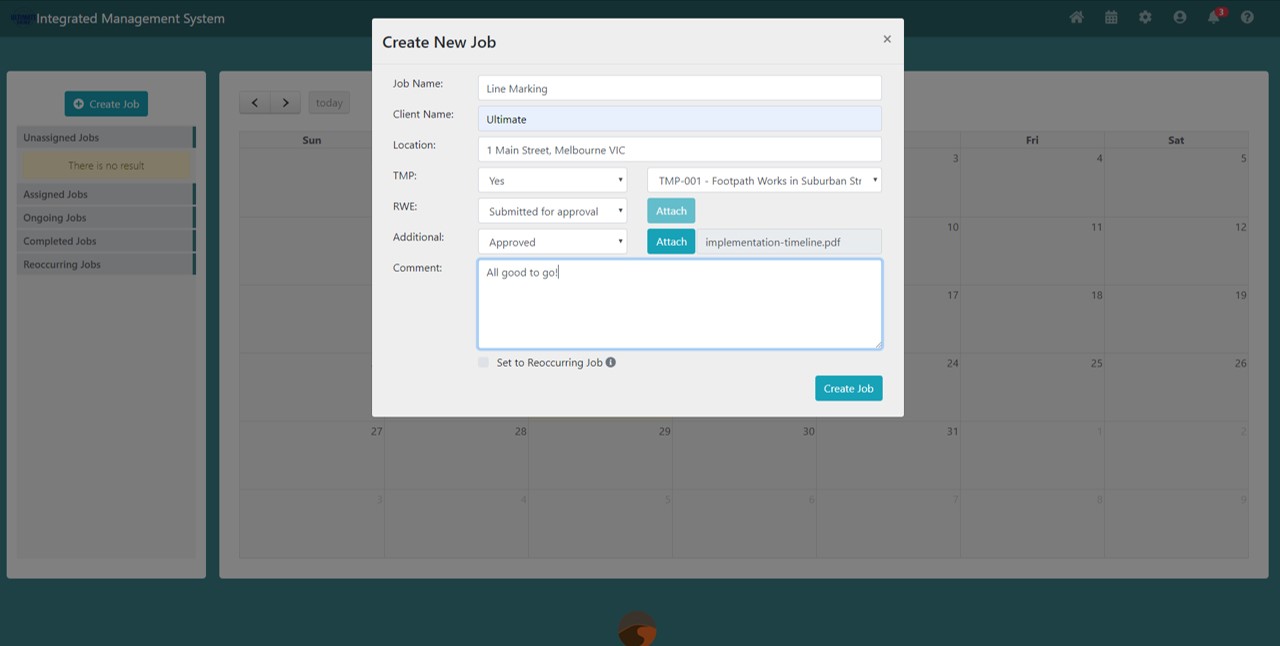 Integrated Management System
3
Create New Job
×
Job Name:
Line Marking
Client Name:
Ultimate
Location:
1 Main Street, Melbourne VIC
TMP:
Yes
TMP-001 - Footpath Works in Suburban Str
RWE:
Submitted for approval
Attach
Additional:
Approved
Attach
implementation-timeline.pdf
Comment:
All good to go!
Set to Reoccurring Job
Create Job
Create Job
Unassigned Jobs
There is no result
Assigned Jobs
Ongoing Jobs
Completed Jobs
Reoccurring Jobs
today
Sun Fri Sat
3 4 5
10 11 12
17 18 19
24 25 26
27 28 29 30 31 1 2
3 4 5 6 7 8 9